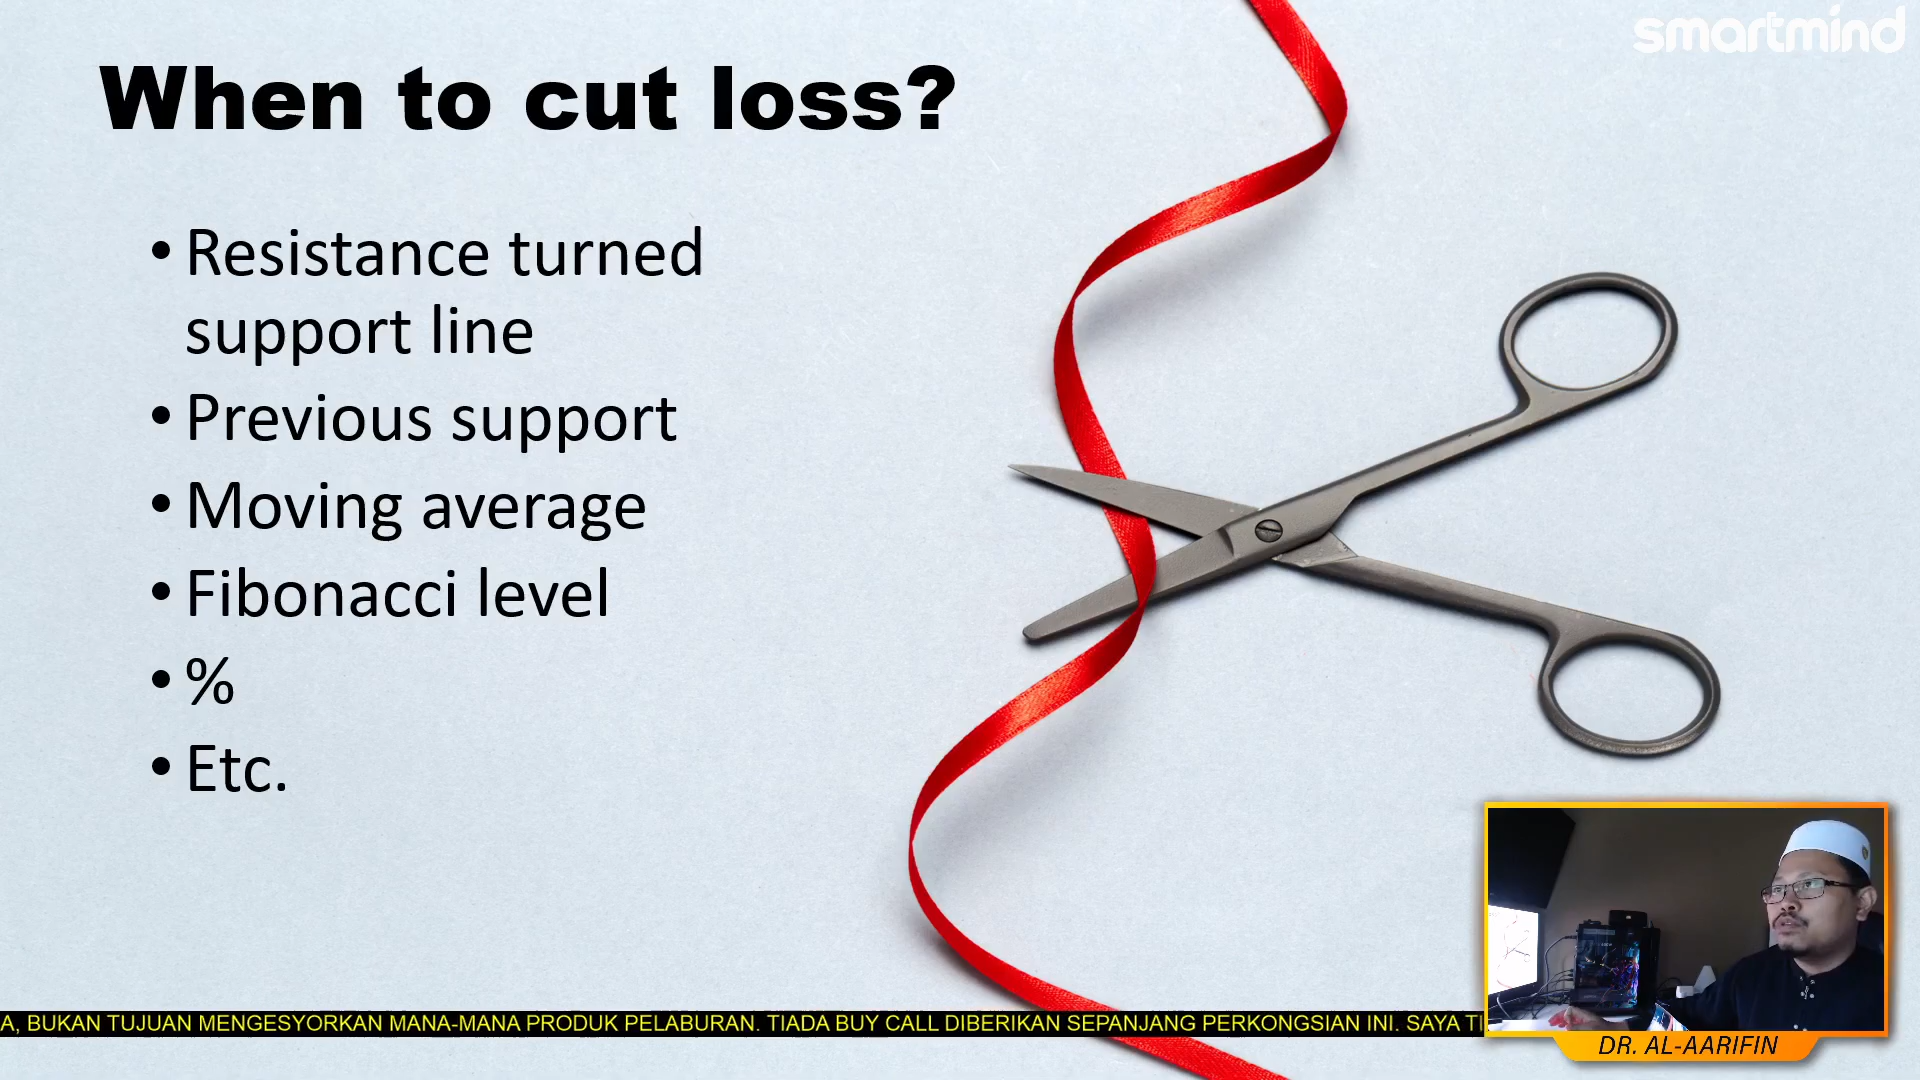 smartmind
When to cut loss?
• Resistance turned
support line
• Previous support
• Moving average
• Fibonacci level
• %
• Etc.
A, BUKAN TUJUAN MENGESYORKAN MANA-MANA PRODUK PELABURAN. TIADA BUY CALL DIBERIKAN SEPANJANG PERKONGSIAN INI. SAYA TI
DR. AL-AARIFIN